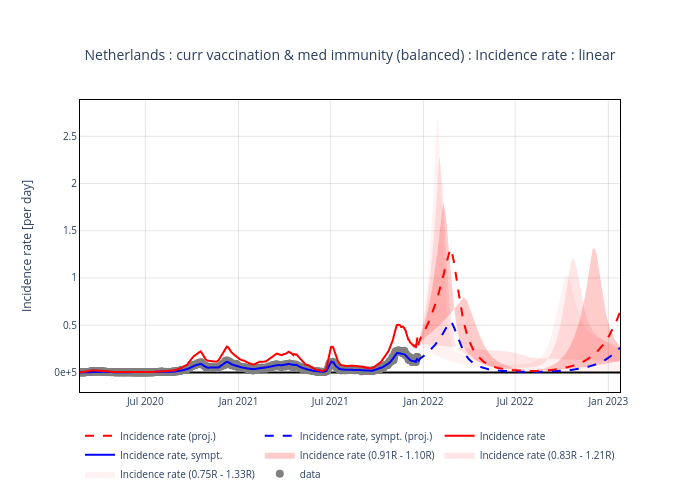 Netherlands : curr vaccination & med immunity (balanced) : Incidence rate : linear
Incidence rate [per day]
2.5
2
1.5
1
0.5
0e+5
Jul 2020
Jan 2021
Jul 2021
Jan 2022
Jul 2022
Jan 2023
Incidence rate (proj.)
Incidence rate, sympt. (proj.)
Incidence rate
Incidence rate, sympt.
Incidence rate (0.91R - 1.10R)
Incidence rate (0.83R - 1.21R)
Incidence rate (0.75R - 1.33R)
data